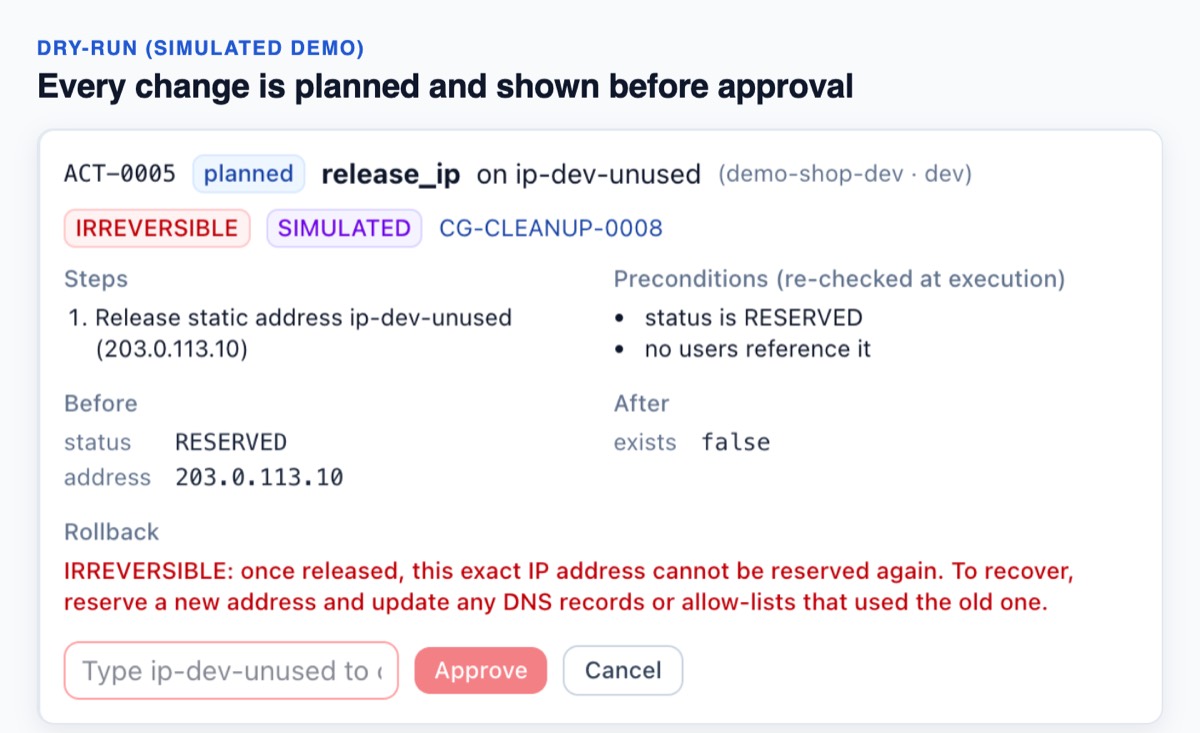 DRY-RUN (SIMULATED DEMO)
Every change is planned and shown before approval
ACT-0005 planned release_ip on ip-dev-unused (demo-shop-dev · dev)
IRREVERSIBLE SIMULATED CG-CLEANUP-0008
Steps
1. Release static address ip-dev-unused
(203.0.113.10)
Preconditions (re-checked at execution)
• status is RESERVED
• no users reference it
Before
status RESERVED
address 203.0.113.10
After
exists false
Rollback
IRREVERSIBLE: once released, this exact IP address cannot be reserved again. To recover,
reserve a new address and update any DNS records or allow-lists that used the old one.
Type ip-dev-unused to
Approve
Cancel